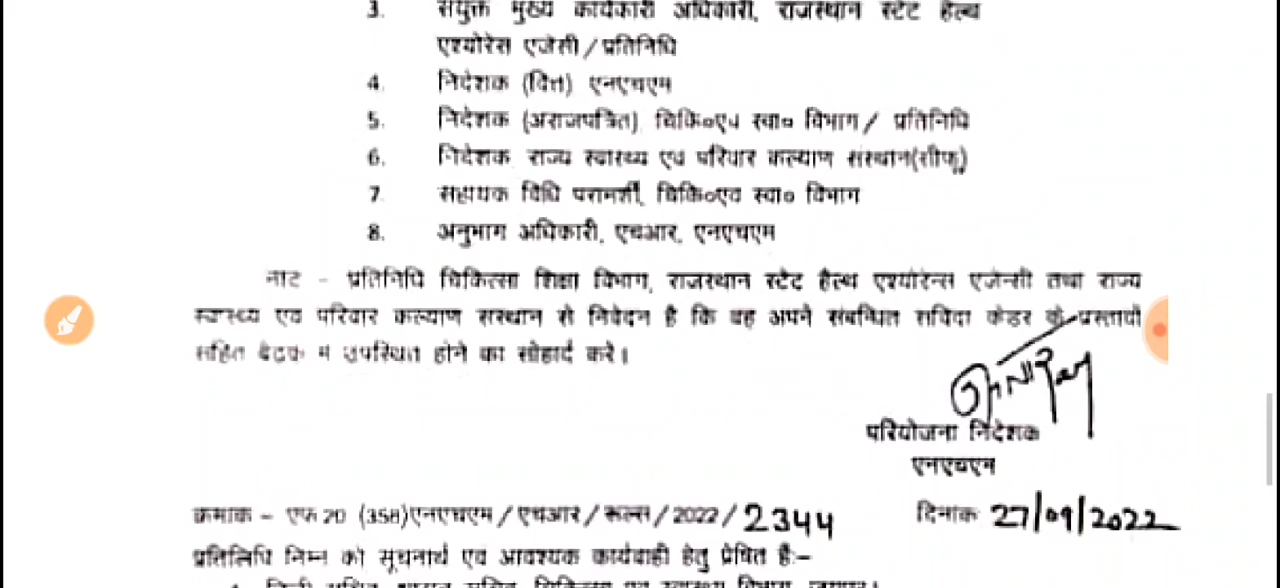 3. संयुक्त मुख्य कार्यकारी अधिकारी, राजस्थान स्टेट हैल्थ
एश्योरेंस एजेंसी / प्रतिनिधि
4. निदेशक (वित्त) एनएचएम
5. निदेशक (अराजपत्रित) चिकि०एव स्वा० विभाग / प्रतिनिधि
6. निदेशक राज्य स्वास्थ्य एव परिवार कल्याण संस्थान(सीफू)
7. सहायक विधि परामर्शी, चिकि०एव स्वा० विभाग
8. अनुभाग अधिकारी, एचआर, एनएचएम
नाट - प्रतिनिधि चिकित्सा शिक्षा विभाग, राजस्थान स्टेट हैल्थ एश्योरेन्स एजेन्सी तथा राज्य
स्वास्थ्य एव परिवार कल्याण संस्थान से निवेदन है कि वह अपने संबन्धित सविदा केडर के प्रस्तावों
सहित बैठक म उपस्थित होने का सोहार्द करे।
परियोजना निदेशक
एनएचएम
क्रमाक - एफ 20 (358)एनएचएम / एचआर / रूल्स / 2022 / 2344 दिनाक 27/09/2022
प्रतिलिपि निम्न को सूचनार्थ एव आवश्यक कार्यवाही हेतु प्रेषित है:-